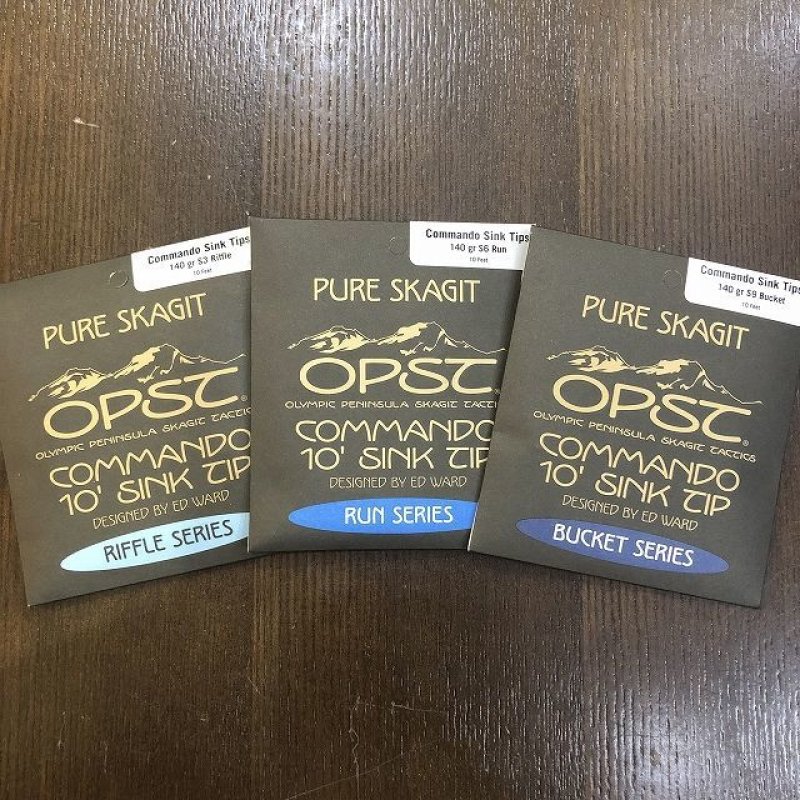 Commando Sink Tips
140 gr S3 Riffle
10 Feet
PURE SKAGIT
OPST®
OLYMPIC PENINSULA SKAGIT TACTICS
COMMANDO
10' SINK TIP
DESIGNED BY ED WARD
RIFFLE SERIES
Commando Sink Tips
140 gr S6 Run
10 Feet
PURE SKAGIT
OPST
OLYMPIC PENINSULA SKAGIT TACTI
COMMANDO
10' SINK TIP
DESIGNED BY ED WARD
RUN SERIES
Commando Sink Tips
140 gr S9 Bucket
10 Feet
PURE SKAGIT
OPST®
OLYMPIC PENINSULA SKAGIT TACTICS
COMMANDO
10' SINK TIP
DESIGNED BY ED WARD
BUCKET SERIES